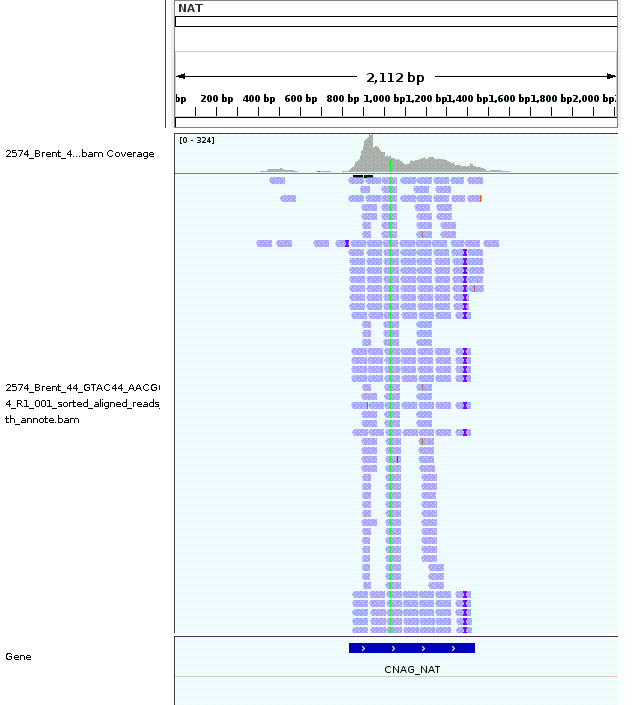 NAT
2,112 bp
bp 200 bp 400 bp 600 bp 800 bp 1,000 bp 1,200 bp 1,400 bp 1,600 bp 1,800 bp 2,000 bp
[0 - 324]
2574_Brent_4...bam Coverage
2574_Brent_44_GTAC44_AACG
4_R1_001_sorted_aligned_reads_
th_annote.bam
Gene
CNAG_NAT